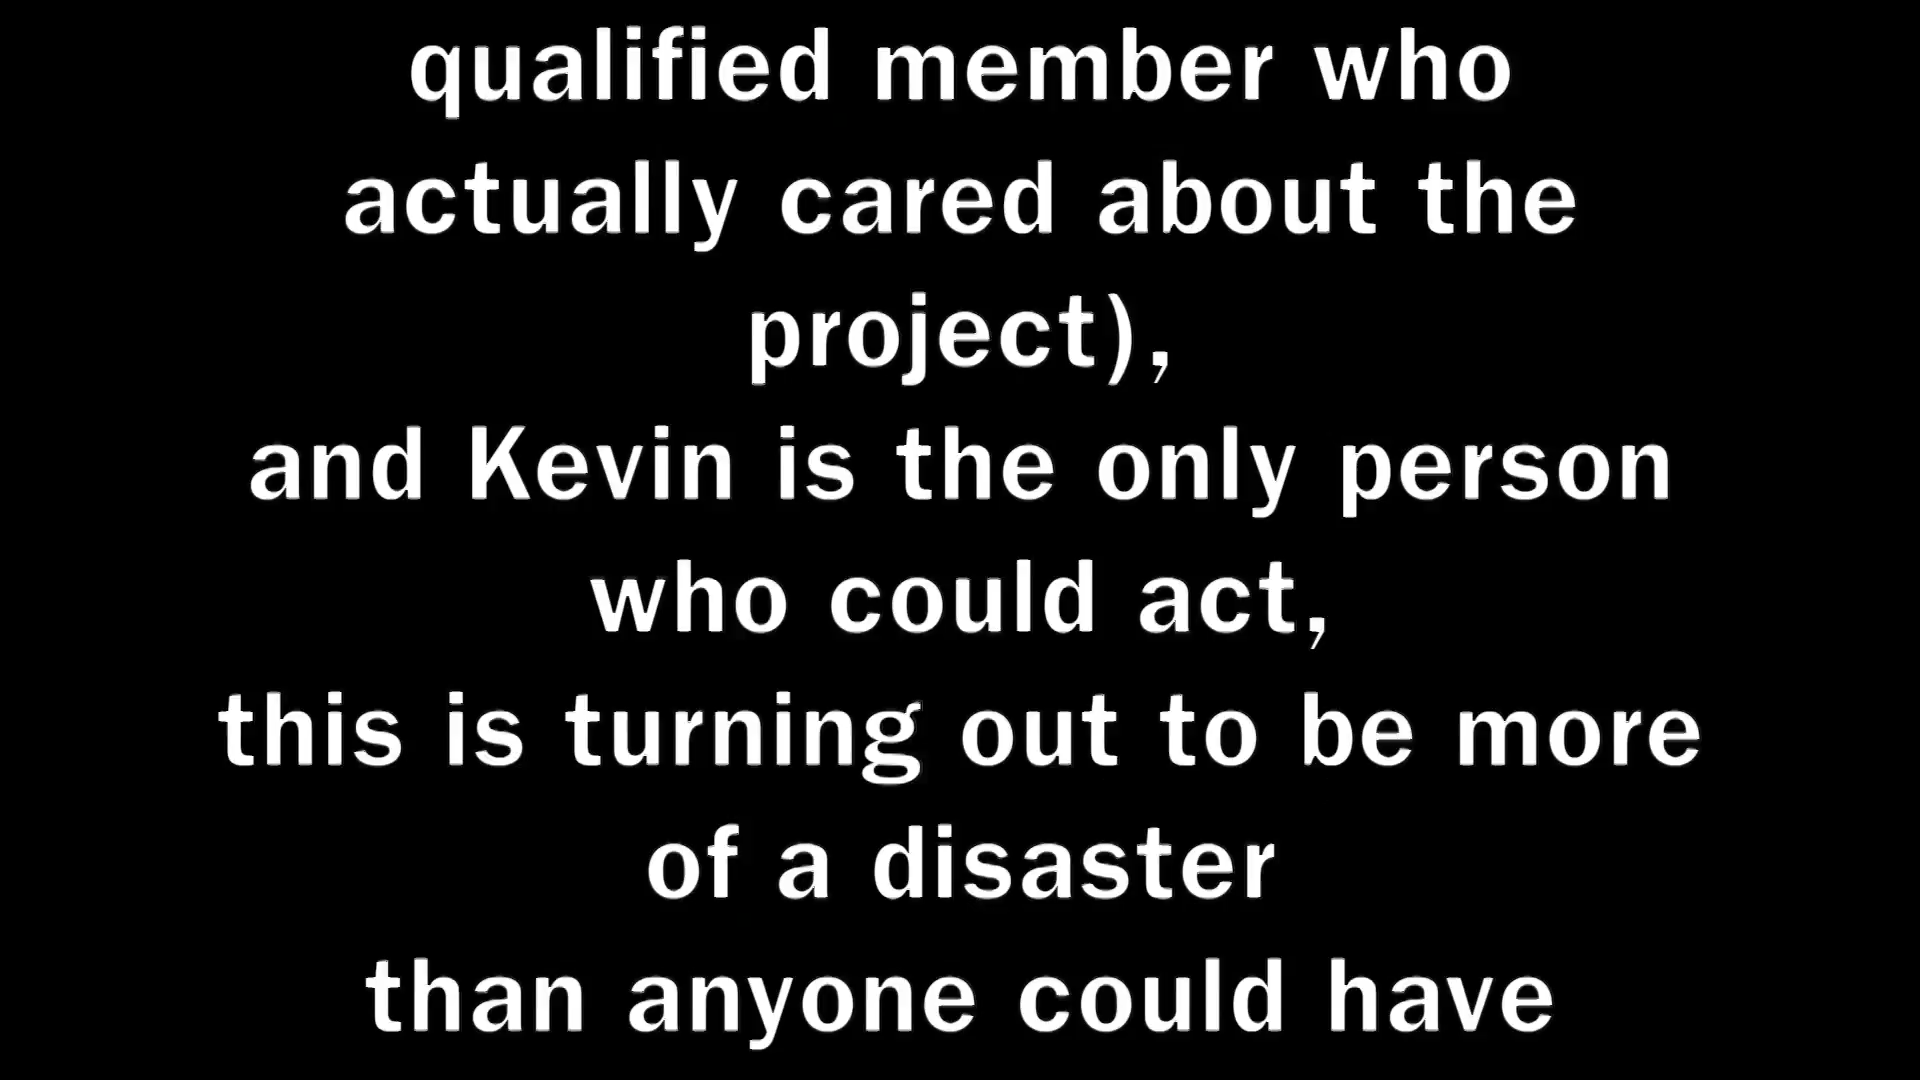 qualified member who
actually cared about the
project),
and Kevin is the only person
who could act,
this is turning out to be more
of a disaster
than anyone could have